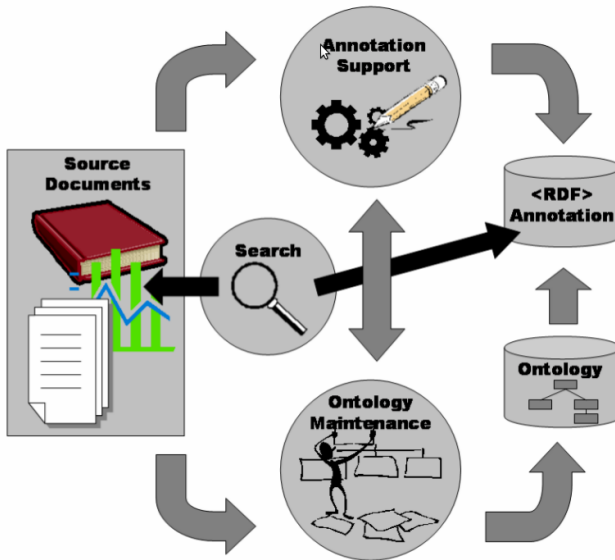 Annotation
Support
Source
Documents
<RDF>
Annotation
Search
Ontology
Ontology
Maintenance